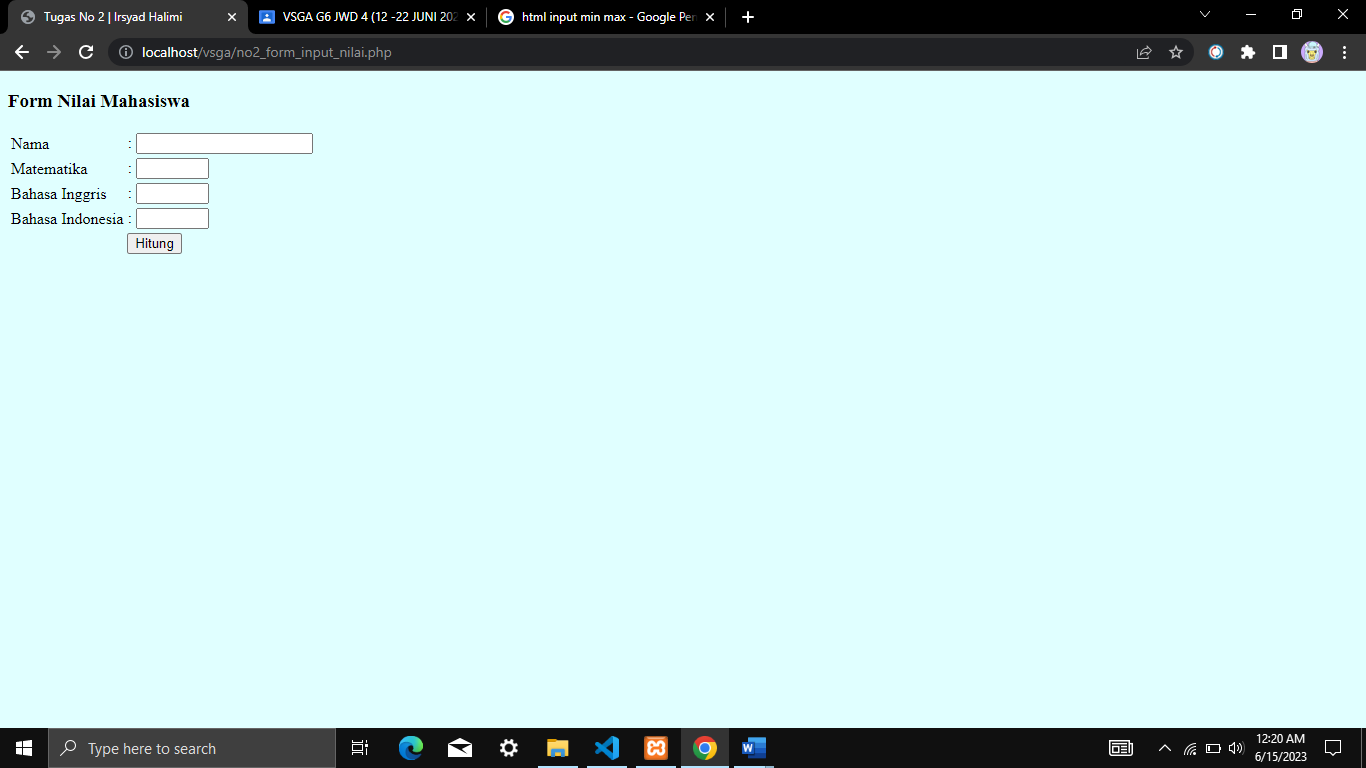 Tugas No 2 | Irsyad Halimi
VSGA G6 JWD 4 (12 -22 JUNI 202
html input min max - Google Pen
localhost/vsga/no2_form_input_nilai.php
Form Nilai Mahasiswa
Nama :
Matematika :
Bahasa Inggris :
Bahasa Indonesia :
Hitung
Type here to search
12:20 AM
6/15/2023